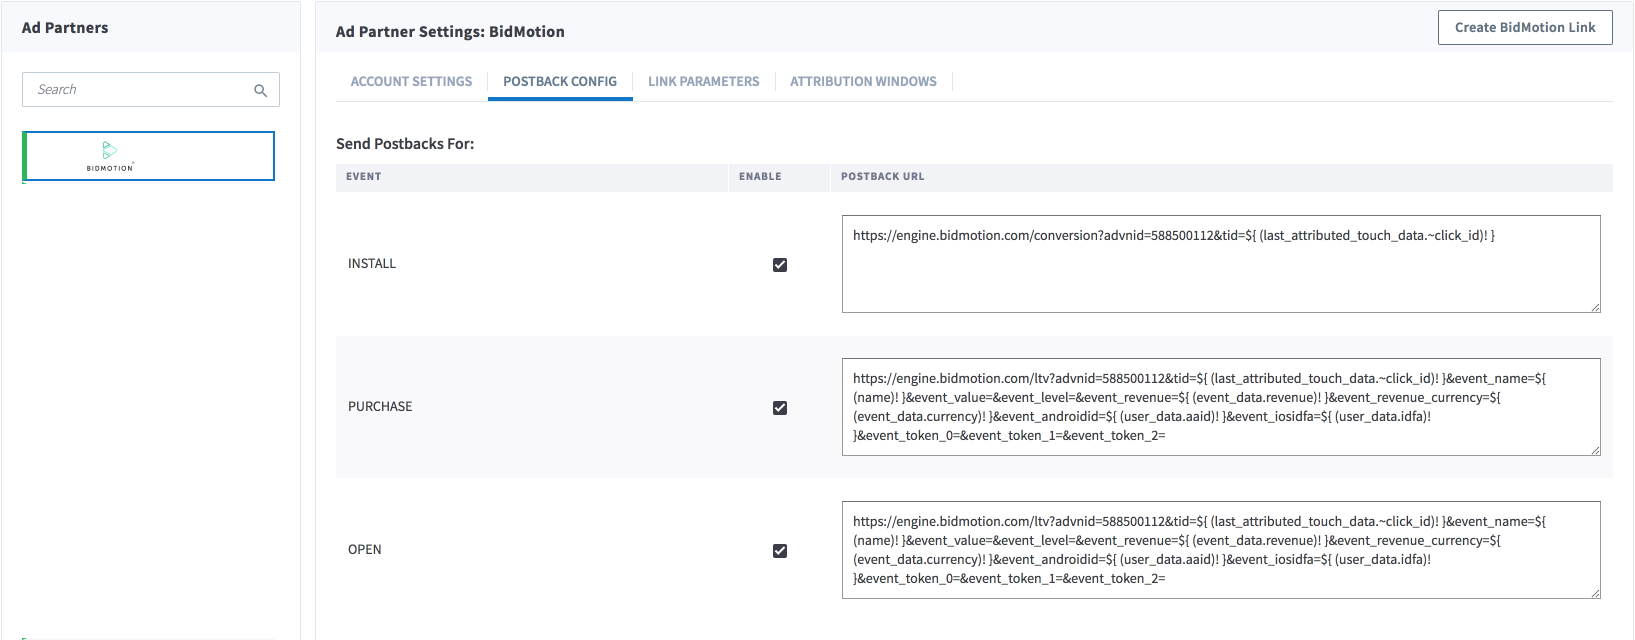 Ad Partners
Search
BIDMOTION
Ad Partner Settings: BidMotion
Create BidMotion Link
ACCOUNT SETTINGS
POSTBACK CONFIG
LINK PARAMETERS
ATTRIBUTION WINDOWS
Send Postbacks For:
EVENT
ENABLE
POSTBACK URL
INSTALL
https://engine.bidmotion.com/conversion?advnid=588500112&tid=${ (last_attributed_touch_data.~click_id)! }
PURCHASE
https://engine.bidmotion.com/ltv?advnid=588500112&tid=${ (last_attributed_touch_data.~click_id)! }&event_name=${
(name)! }&event_value=&event_level=&event_revenue=${ (event_data.revenue)! }&event_revenue_currency=${
(event_data.currency)! }&event_androidid=${ (user_data.aaid)! }&event_iosidfa=${ (user_data.idfa)!
}&event_token_0=&event_token_1=&event_token_2=
OPEN
https://engine.bidmotion.com/ltv?advnid=588500112&tid=${ (last_attributed_touch_data.~click_id)! }&event_name=${
(name)! }&event_value=&event_level=&event_revenue=${ (event_data.revenue)! }&event_revenue_currency=${
(event_data.currency)! }&event_androidid=${ (user_data.aaid)! }&event_iosidfa=${ (user_data.idfa)!
}&event_token_0=&event_token_1=&event_token_2=